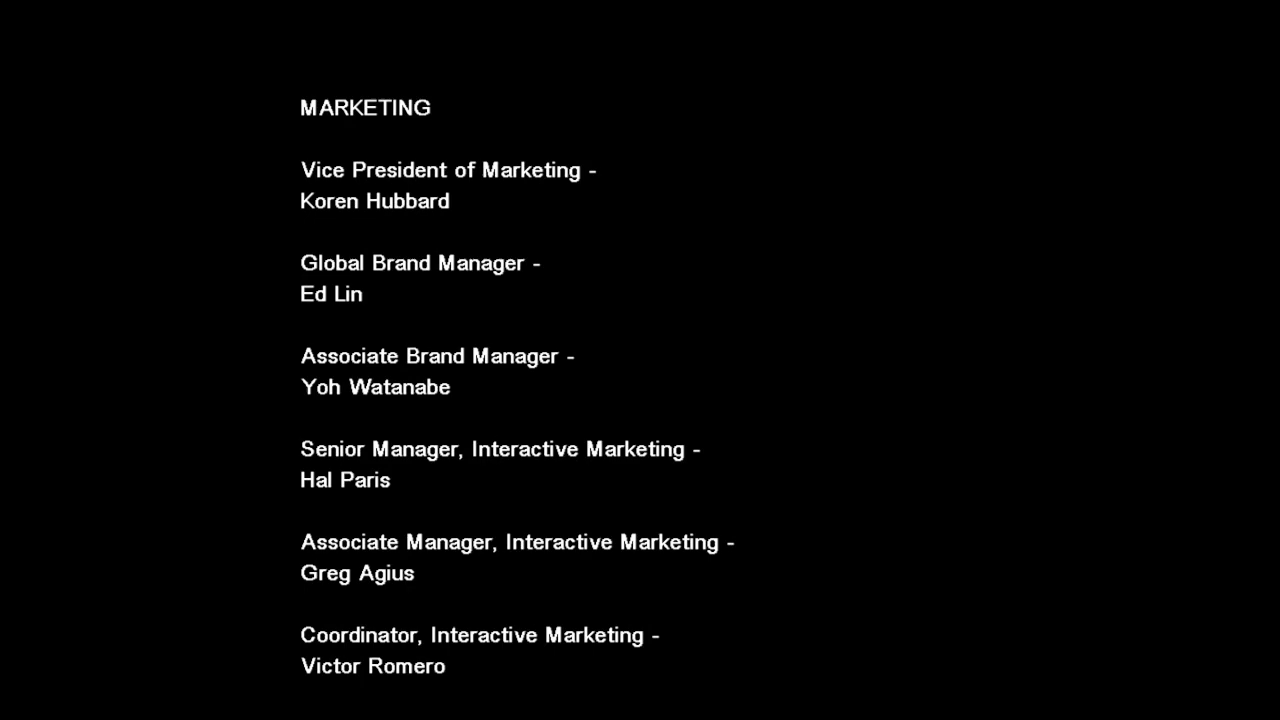 MARKETING
Vice President of Marketing -
Koren Hubbard
Global Brand Manager -
Ed Lin
Associate Brand Manager -
Yoh Watanabe
Senior Manager, Interactive Marketing -
Hal Paris
Associate Manager, Interactive Marketing -
Greg Agius
Coordinator, Interactive Marketing -
Victor Romero